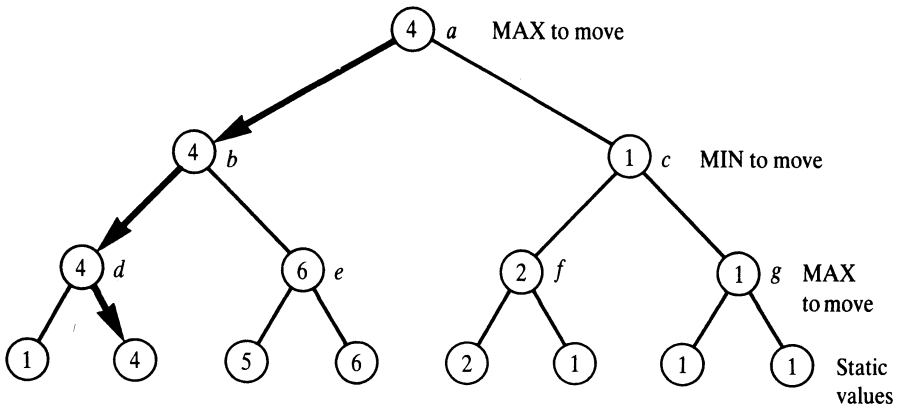 4 a MAX to move
4 b 1 c MIN to move
4 d 6 e 2 f 1 g MAX
to move
1 4 5 6 2 1 1 1 Static
values